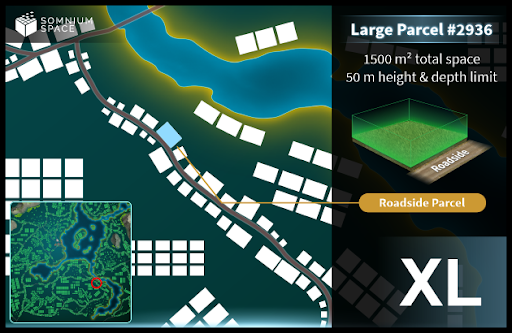 SOMNIUM
SPACE
Large Parcel #2936
1500 m² total space
50 m height & depth limit
Roadside
Roadside Parcel
XL